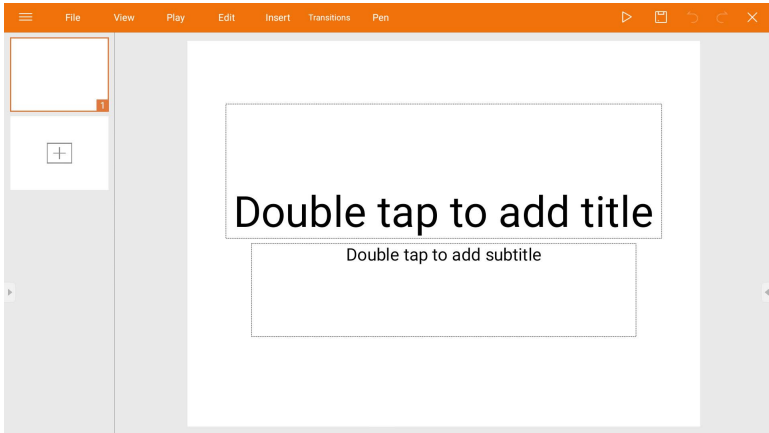 File View Play Edit Insert Transitions Pen
1
Double tap to add title
Double tap to add subtitle